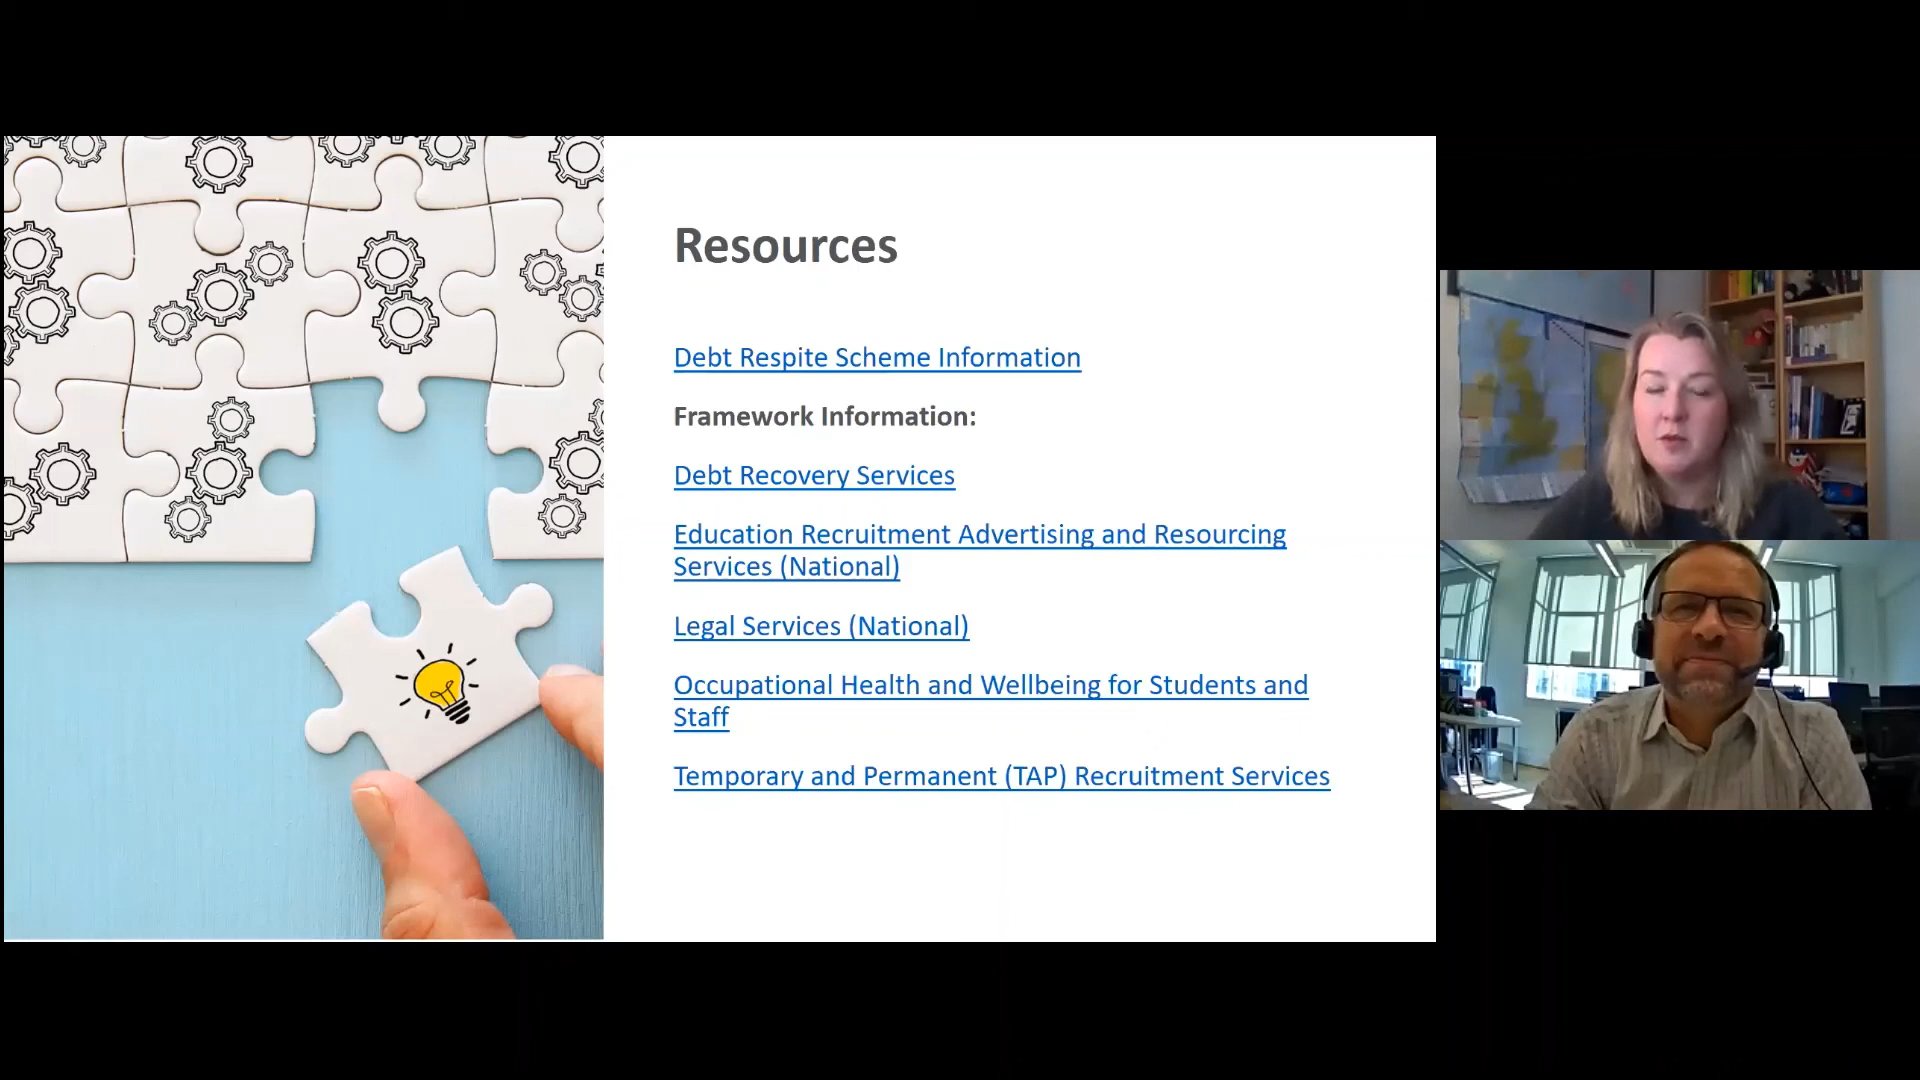 Resources
Debt Respite Scheme Information
Framework Information:
Debt Recovery Services
Education Recruitment Advertising and Resourcing
Services (National)
Legal Services (National)
Occupational Health and Wellbeing for Students and
Staff
Temporary and Permanent (TAP) Recruitment Services